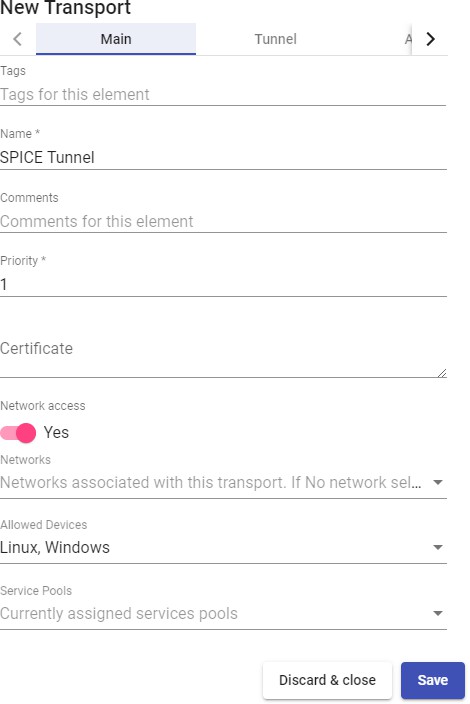 New Transport
Main
Tunnel
A
Tags
Tags for this element
Name *
SPICE Tunnel
Comments
Comments for this element
Priority *
1
Certificate
Network access
Yes
Networks
Networks associated with this transport. If No network sel...
Allowed Devices
Linux, Windows
Service Pools
Currently assigned services pools
Discard & close
Save